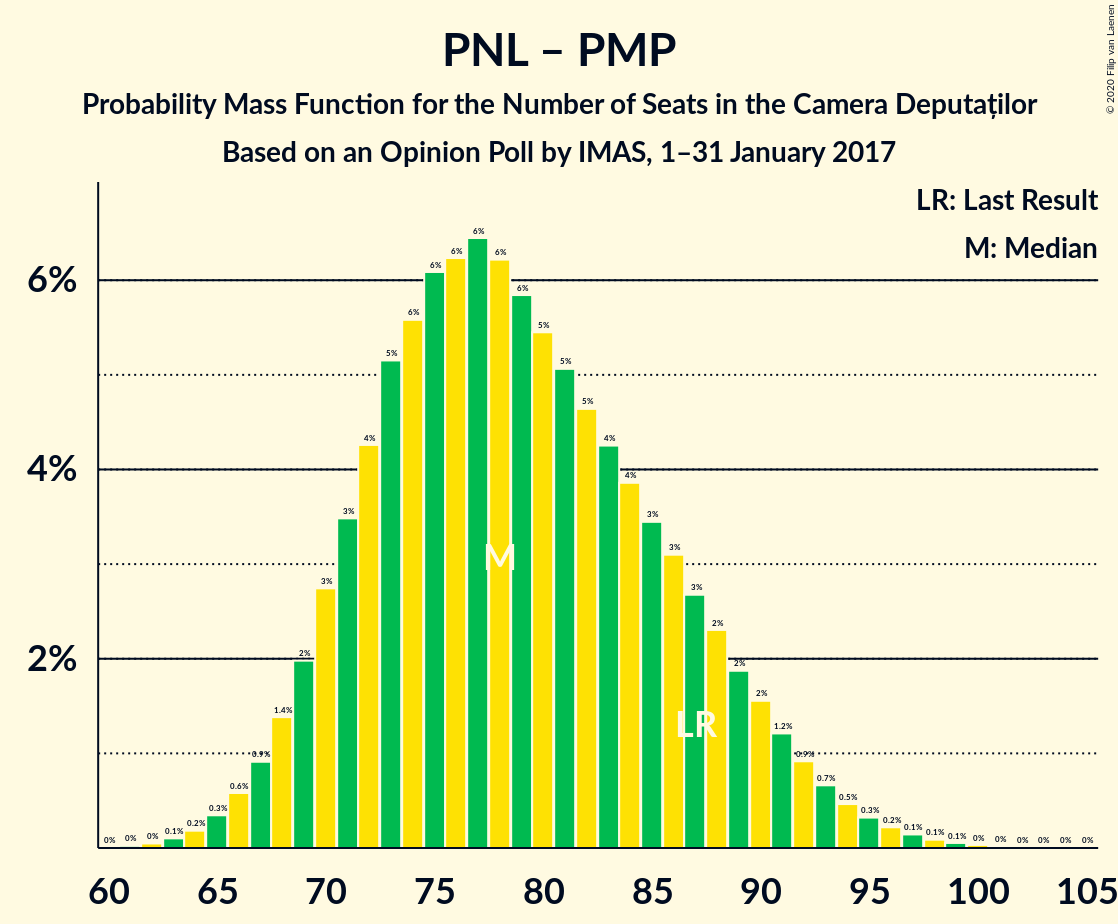 PNL – PMP
Probability Mass Function for the Number of Seats in the Camera Deputaților
Based on an Opinion Poll by IMAS, 1–31 January 2017
© 2020 Filip van Laenen
LR: Last Result
M: Median
6%
4%
2%
0% 0% 0% 0.1% 0.2% 0.3% 0.6% 0.9% 1.4% 2% 3% 3% 4% 5% 6% 6% 6% 6% 6% 6% 5% 5% 5% 4% 4% 3% 3% 3% 2% 2% 2% 1.2% 0.9% 0.7% 0.5% 0.3% 0.2% 0.1% 0.1% 0.1% 0% 0% 0% 0% 0% 0%
M
LR
60 65 70 75 80 85 90 95 100 105